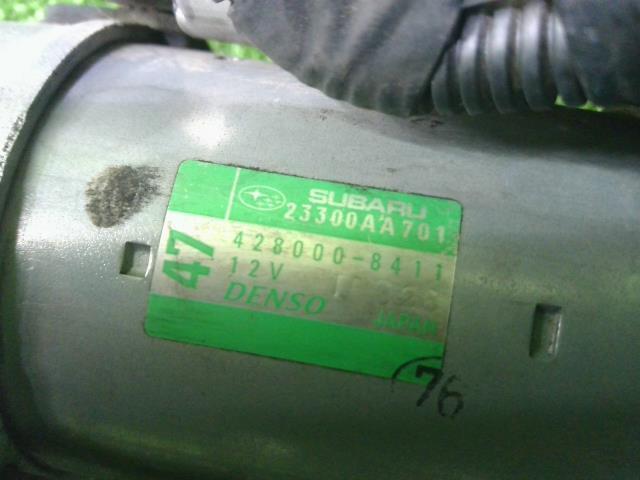 SUBARU
23300AA701
47
428000-8411
12V
DENSO
JAPAN
76